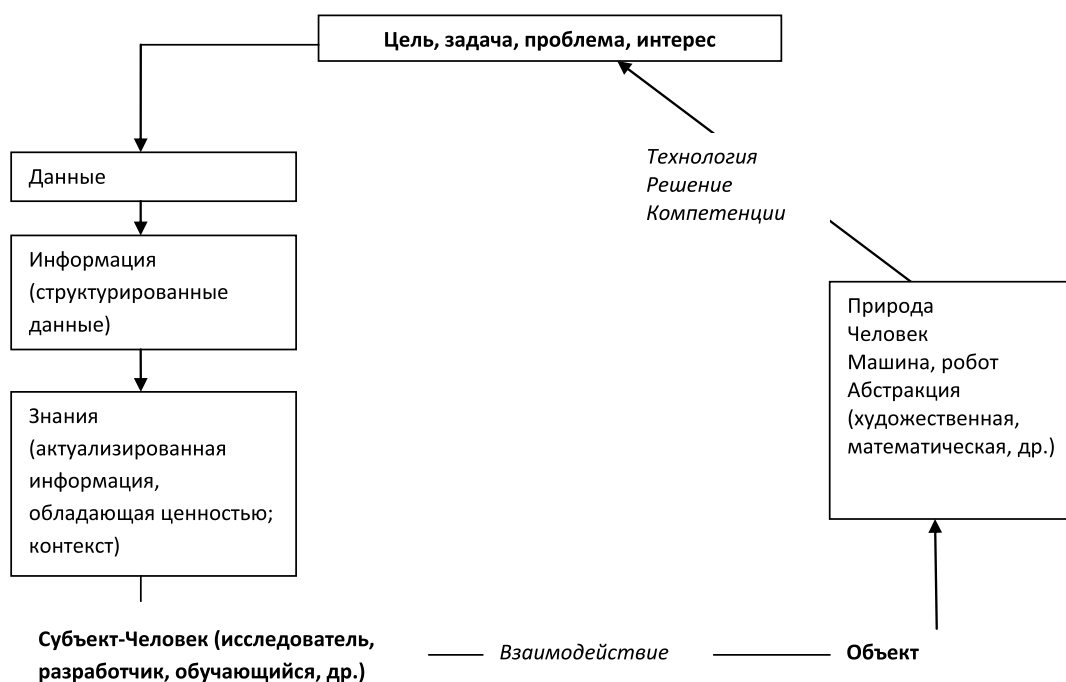 Цель, задача, проблема, интерес
Технология
Решение
Компетенции
Данные
Информация
(структурированные
данные)
Природа
Человек
Машина, робот
Абстракция
(художественная,
математическая, др.)
Знания
(актуализированная
информация,
обладающая ценностью;
контекст)
Субъект-Человек (исследователь,
разработчик, обучающийся, др.)
Взаимодействие
Объект